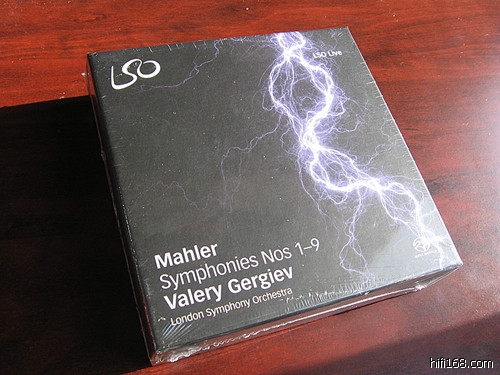 LSO
LSO Live
Mahler
Symphonies Nos 1–9
Valery Gergiev
London Symphony Orchestra
hifi168.com